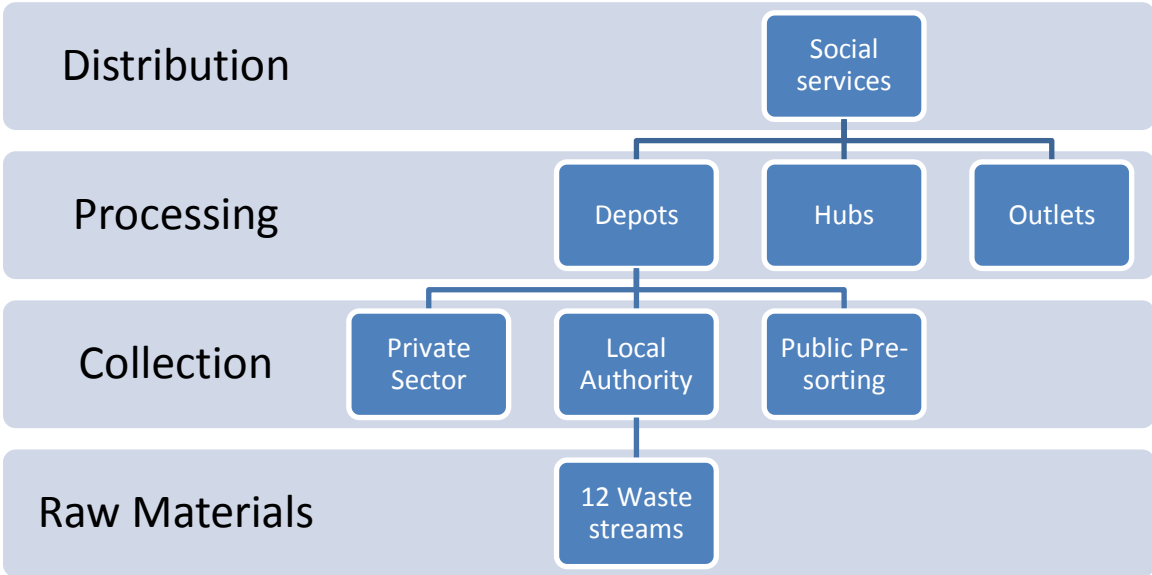 Distribution
Social
services
Processing
Depots
Hubs
Outlets
Collection
Private
Sector
Local
Authority
Public Pre-
sorting
Raw Materials
12 Waste
streams